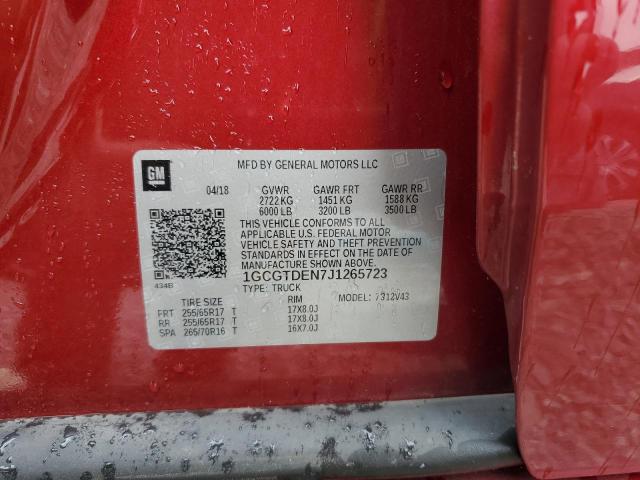 GM
MFD BY GENERAL MOTORS LLC
04/18 GVWR GAWR FRT GAWR RR
2722 KG 1451 KG 1588 KG
6000 LB 3200 LB 3500 LB
THIS VEHICLE CONFORMS TO ALL
APPLICABLE U.S. FEDERAL MOTOR
VEHICLE SAFETY AND THEFT PREVENTION
STANDARDS IN EFFECT ON THE DATE OF
MANUFACTURE SHOWN ABOVE.
434B
1GCGTDEN7J1265723
TYPE: TRUCK
TIRE SIZE RIM MODEL: 7312V43
FRT 255/65R17 T 17X8.0J
RR 255/65R17 T 17X8.0J
SPA 265/70R16 T 16X7.0J